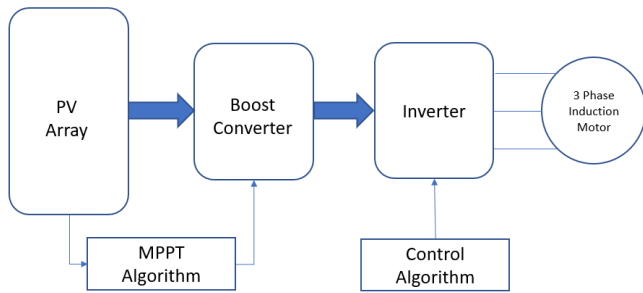 PV
Array
Boost
Converter
Inverter
3 Phase
Induction
Motor
MPPT
Algorithm
Control
Algorithm